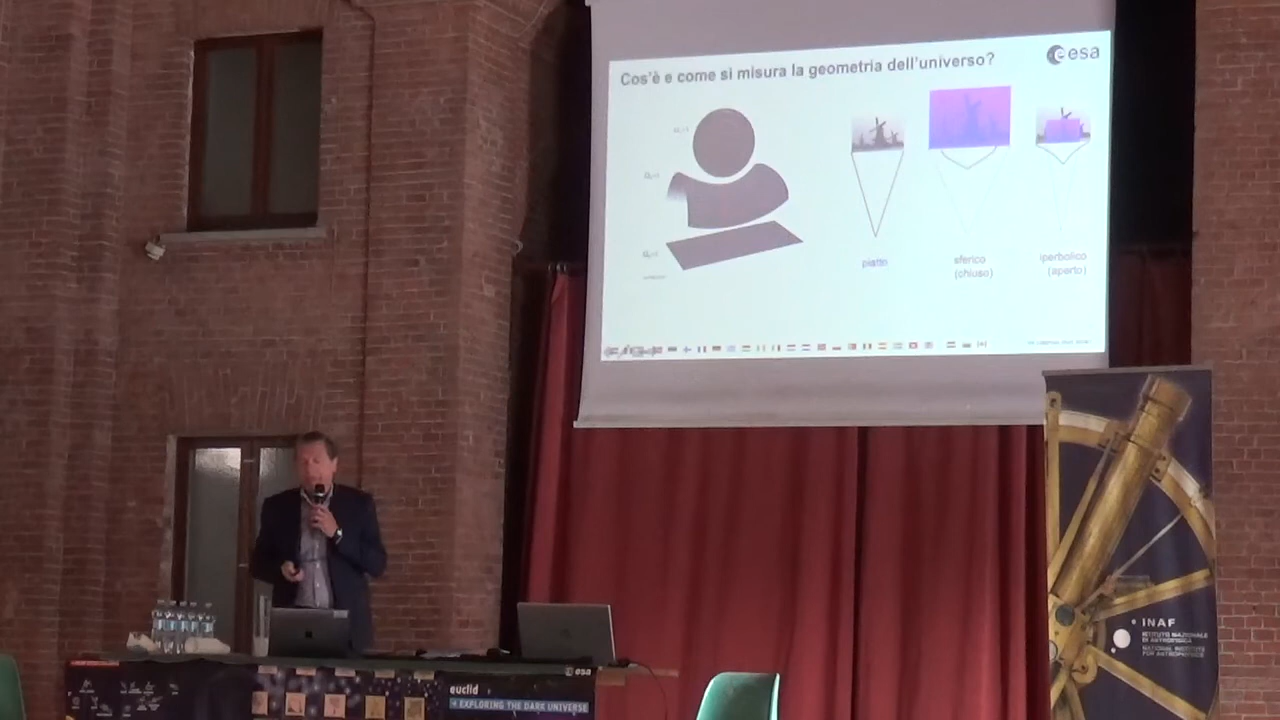 Cos'è e come si misura la geometria dell'universo?
esa
piatto
sferico
(chiuso)
iperbolico
(aperto)
INAF
ISTITUTO NAZIONALE
DI ASTROFISICA
NATIONAL INSTITUTE
FOR ASTROPHYSICS
esa
euclid
EXPLORING THE DARK UNIVERSE